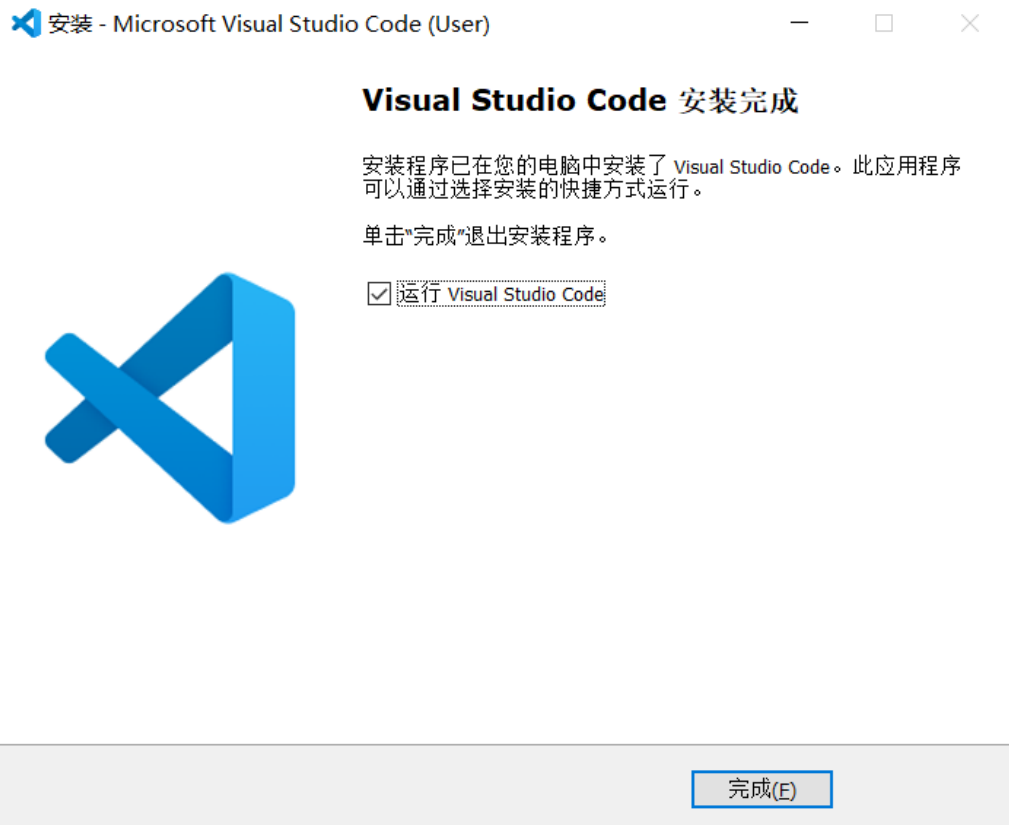 安装 - Microsoft Visual Studio Code (User)
Visual Studio Code 安装完成
安装程序已在您的电脑中安装了 Visual Studio Code。此应用程序
可以通过选择安装的快捷方式运行。
单击“完成”退出安装程序。
运行 Visual Studio Code
完成(F)